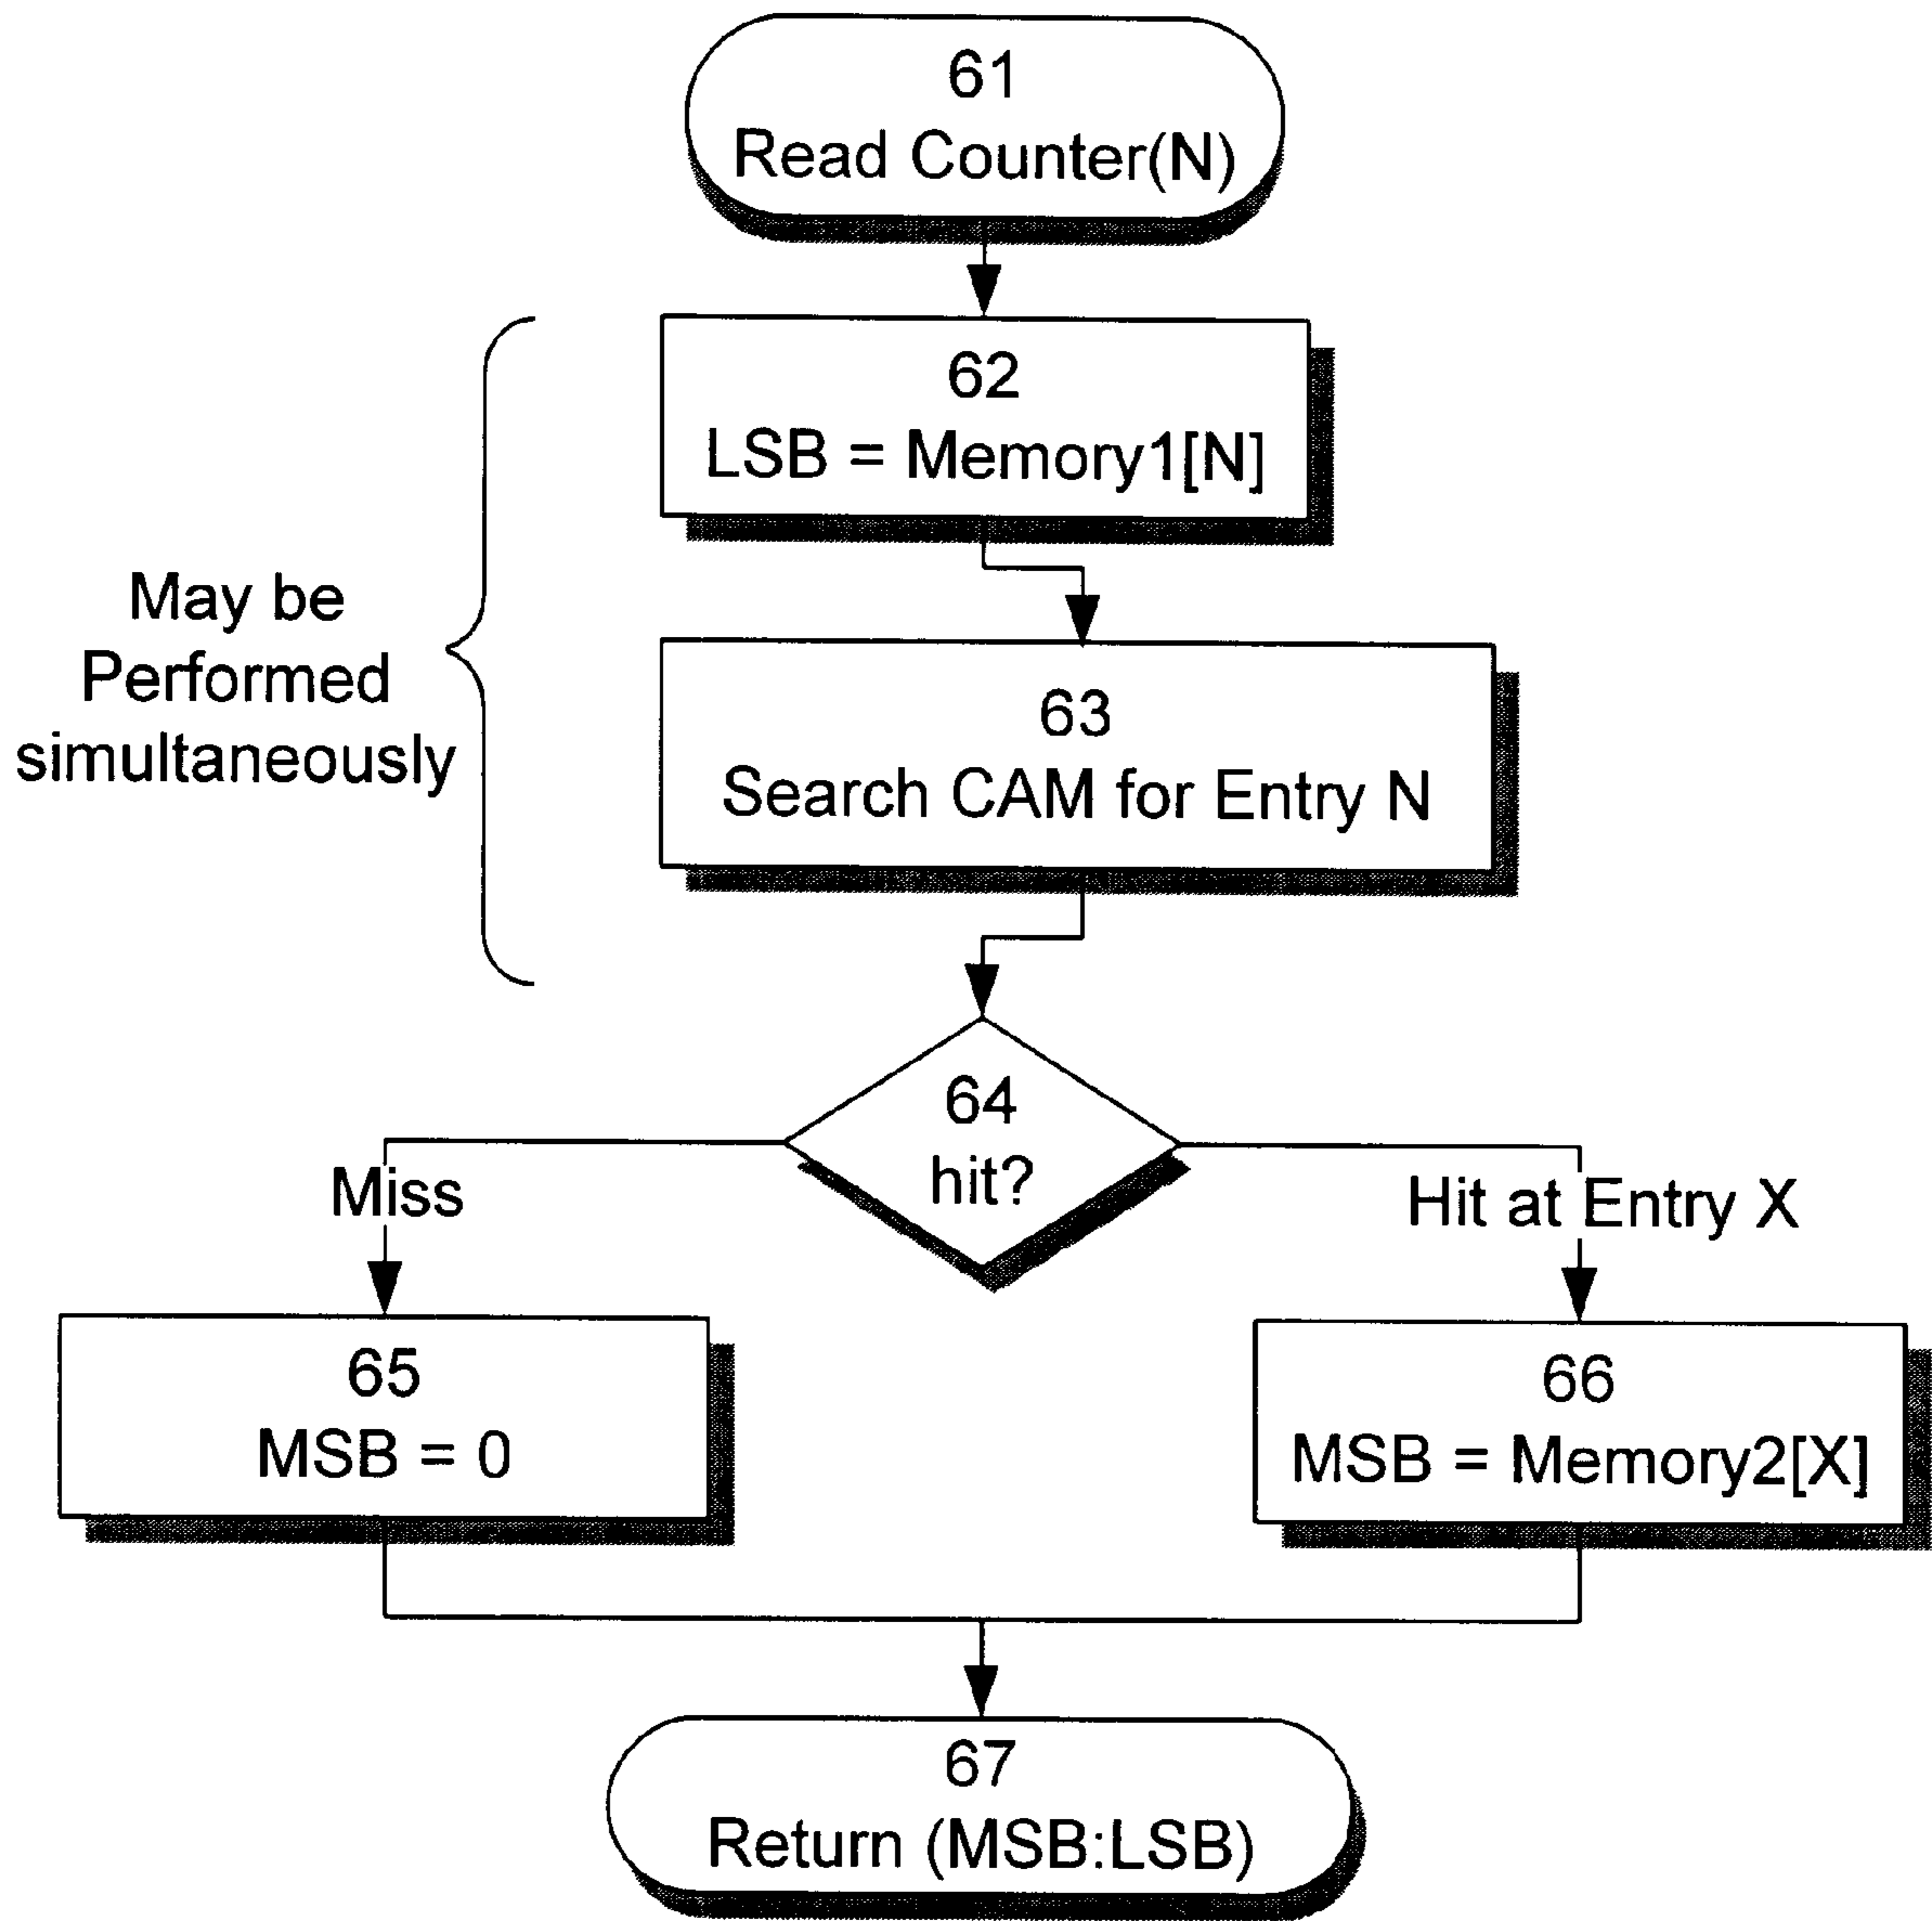 61
Read Counter(N)
62
LSB = Memory1[N]
May be
Performed
simultaneously
63
Search CAM for Entry N
64
hit?
Miss
Hit at Entry X
65
MSB = 0
66
MSB = Memory2[X]
67
Return (MSB:LSB)